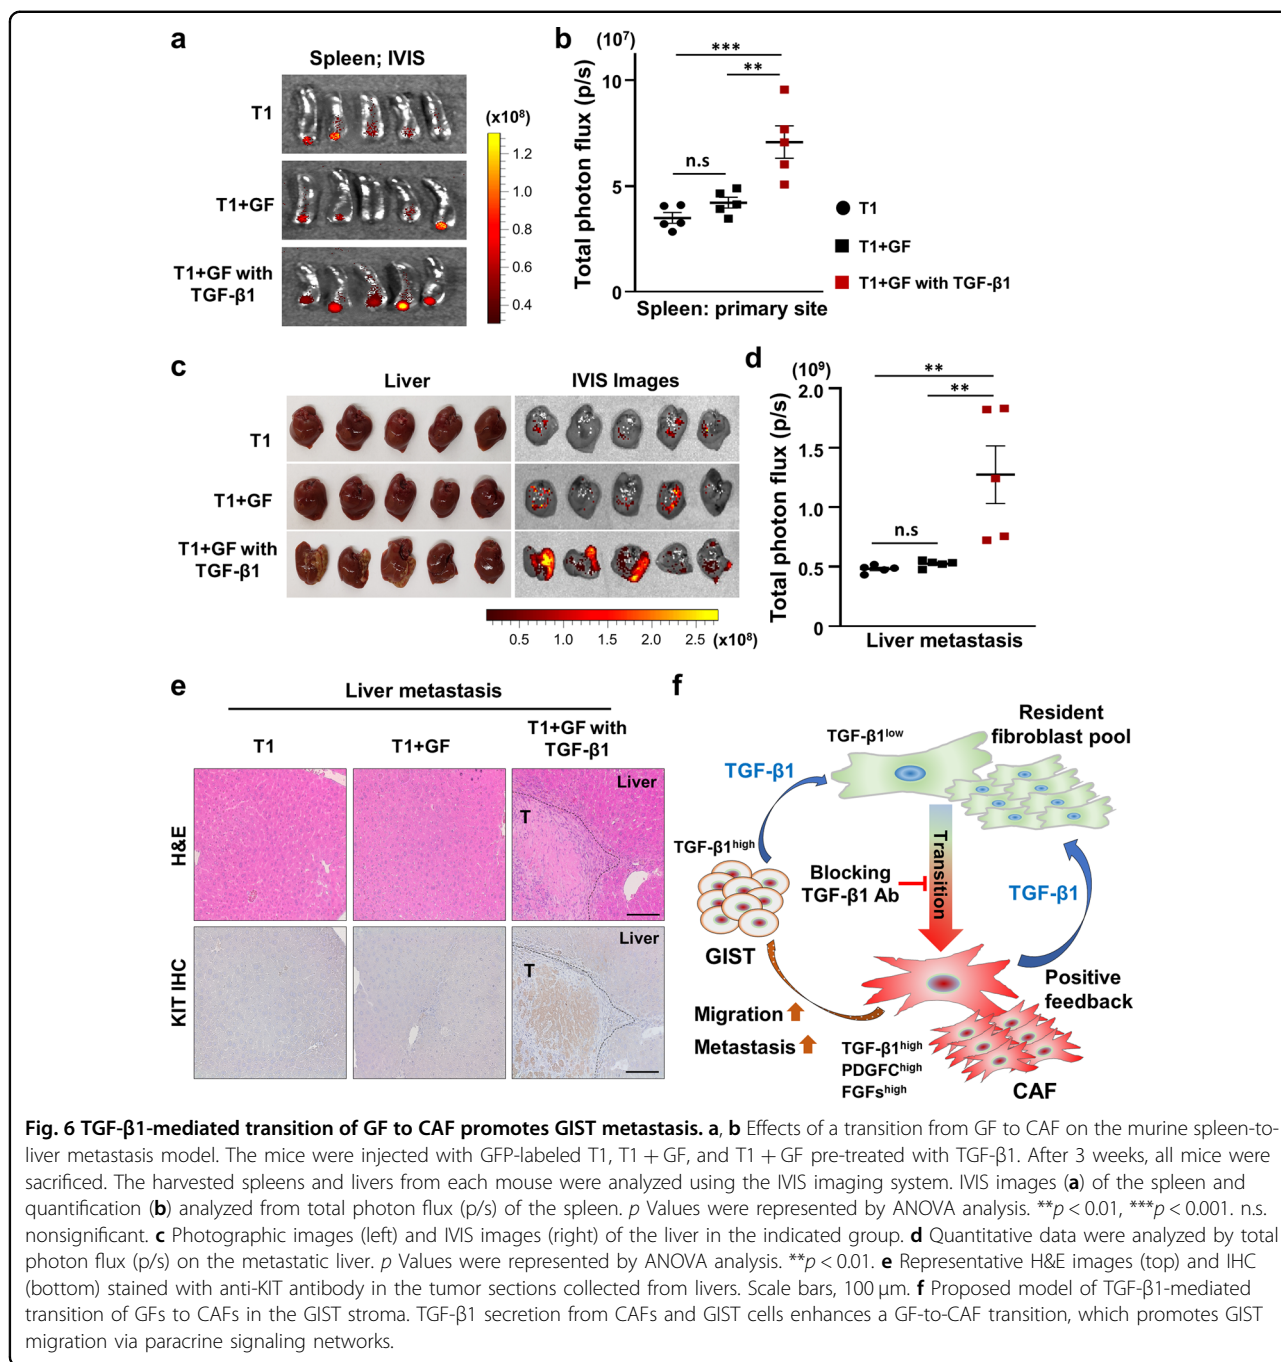 a
Spleen; IVIS
T1
T1+GF
T1+GF with
TGF-β1
(x10⁸)
1.2
1.0
0.8
0.6
0.4
b
(10⁷)
Total photon flux (p/s)
10
5
0
***
**
n.s
Spleen: primary site
T1
T1+GF
T1+GF with TGF-β1
c
Liver
IVIS Images
T1
T1+GF
T1+GF with
TGF-β1
0.5 1.0 1.5 2.0 2.5 (x10⁸)
d
(10⁹)
Total photon flux (p/s)
2.0
1.5
1.0
0.5
0
**
**
n.s
Liver metastasis
e
Liver metastasis
T1
T1+GF
T1+GF with
TGF-β1
H&E
Liver
T
KIT IHC
Liver
T
f
TGF-β1ˡᵒʷ
Resident
fibroblast pool
TGF-β1
TGF-β1ʰⁱᵍʰ
GIST
Blocking
TGF-β1 Ab
Transition
TGF-β1
Positive
feedback
Migration
Metastasis
TGF-β1ʰⁱᵍʰ
PDGFCʰⁱᵍʰ
FGFsʰⁱᵍʰ
CAF
Fig. 6 TGF-β1-mediated transition of GF to CAF promotes GIST metastasis. a, b Effects of a transition from GF to CAF on the murine spleen-to-
liver metastasis model. The mice were injected with GFP-labeled T1, T1 + GF, and T1 + GF pre-treated with TGF-β1. After 3 weeks, all mice were
sacrificed. The harvested spleens and livers from each mouse were analyzed using the IVIS imaging system. IVIS images (a) of the spleen and
quantification (b) analyzed from total photon flux (p/s) of the spleen. p Values were represented by ANOVA analysis. **p < 0.01, ***p < 0.001. n.s.
nonsignificant. c Photographic images (left) and IVIS images (right) of the liver in the indicated group. d Quantitative data were analyzed by total
photon flux (p/s) on the metastatic liver. p Values were represented by ANOVA analysis. **p < 0.01. e Representative H&E images (top) and IHC
(bottom) stained with anti-KIT antibody in the tumor sections collected from livers. Scale bars, 100 μm. f Proposed model of TGF-β1-mediated
transition of GFs to CAFs in the GIST stroma. TGF-β1 secretion from CAFs and GIST cells enhances a GF-to-CAF transition, which promotes GIST
migration via paracrine signaling networks.